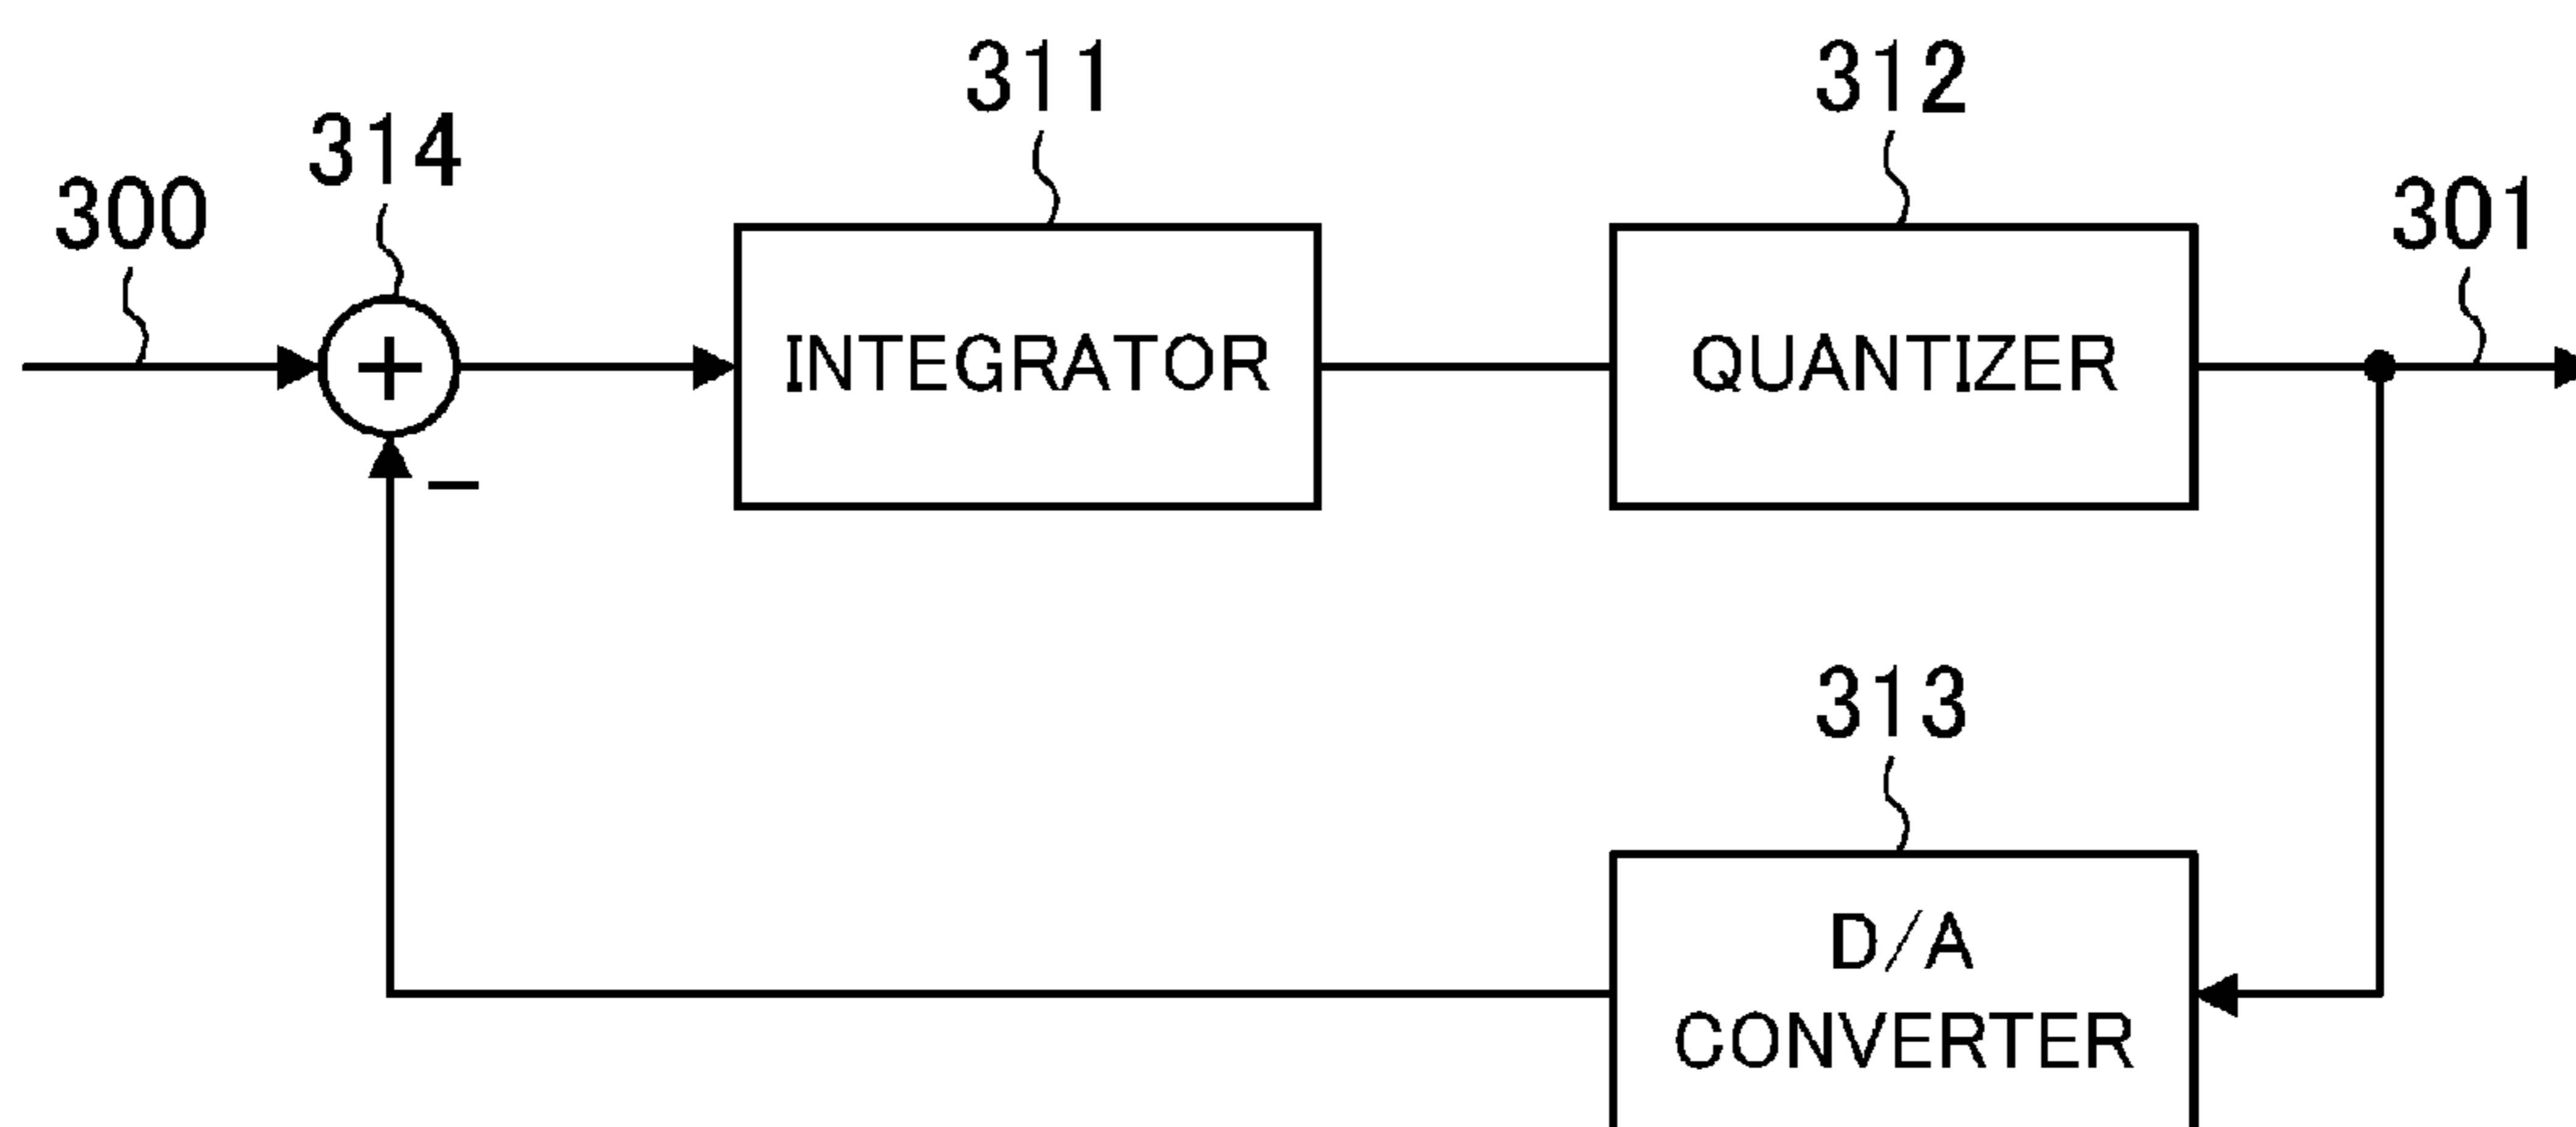 311
312
314
300
301
+
INTEGRATOR
QUANTIZER
−
313
D/A
CONVERTER